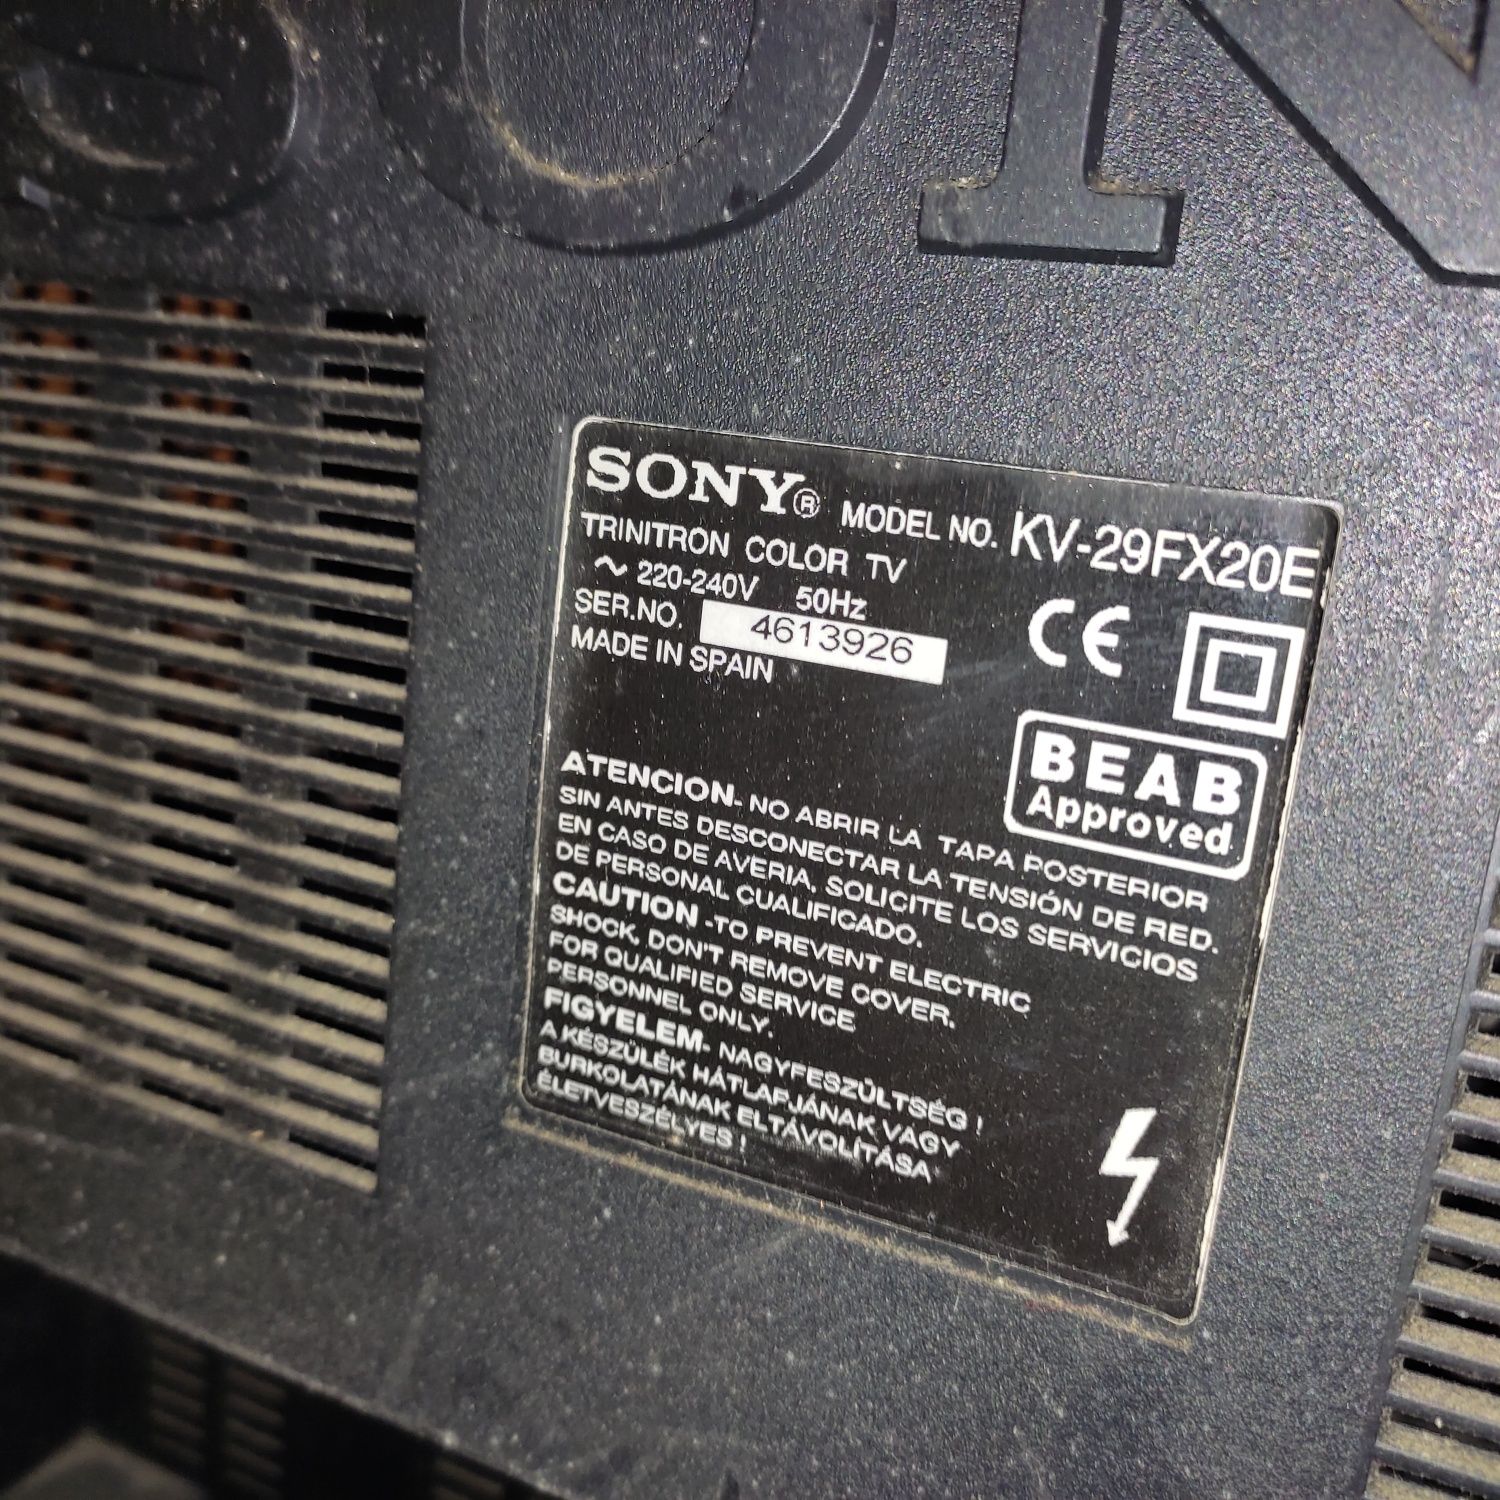 SONY
SONY® MODEL NO. KV-29FX20E
TRINITRON COLOR TV
~ 220-240V 50Hz
SER.NO. 4613926
MADE IN SPAIN
CE
BEAB
Approved
ATENCION- NO ABRIR LA TAPA POSTERIOR
SIN ANTES DESCONECTAR LA TENSIÓN DE RED.
EN CASO DE AVERIA, SOLICITE LOS SERVICIOS
DE PERSONAL CUALIFICADO.
CAUTION -TO PREVENT ELECTRIC
SHOCK, DON'T REMOVE COVER.
FOR QUALIFIED SERVICE
PERSONNEL ONLY.
FIGYELEM- NAGYFESZÜLTSÉG !
A KÉSZÜLÉK HÁTLAPJÁNAK VAGY
BURKOLATÁNAK ELTÁVOLÍTÁSA
ÉLETVESZÉLYES !